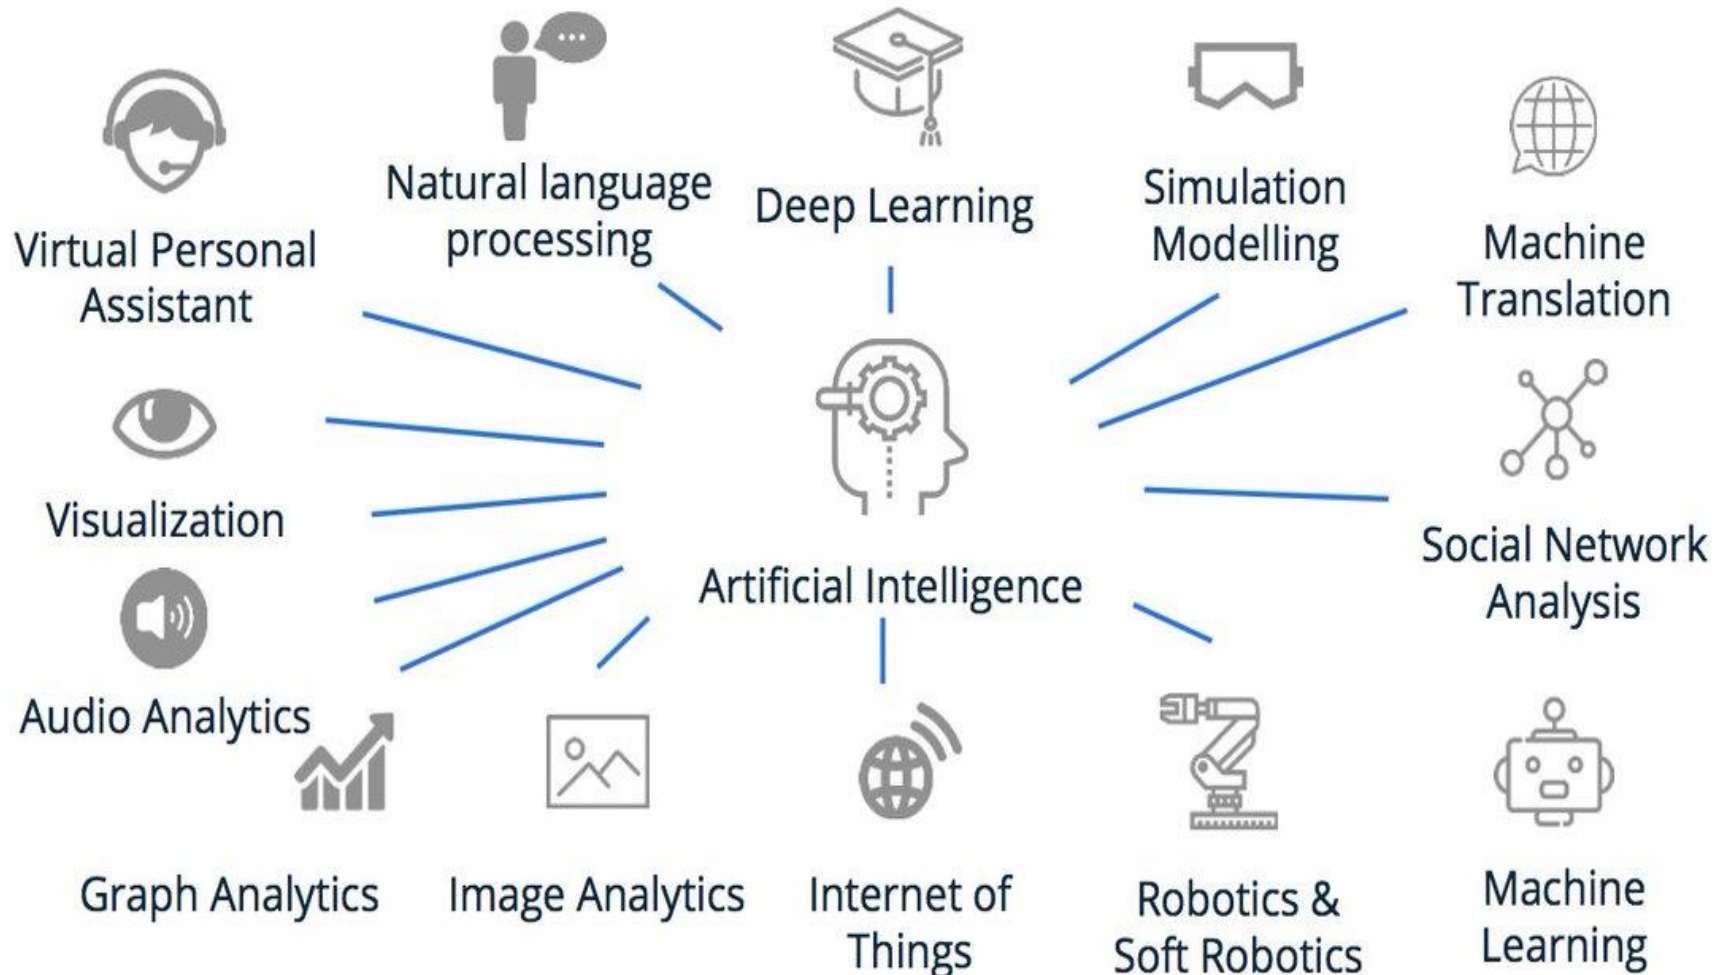 Natural language
processing
Deep Learning
Simulation
Modelling
Virtual Personal
Assistant
Machine
Translation
Visualization
Social Network
Analysis
Artificial Intelligence
Audio Analytics
Graph Analytics
Image Analytics
Internet of
Things
Robotics &
Soft Robotics
Machine
Learning